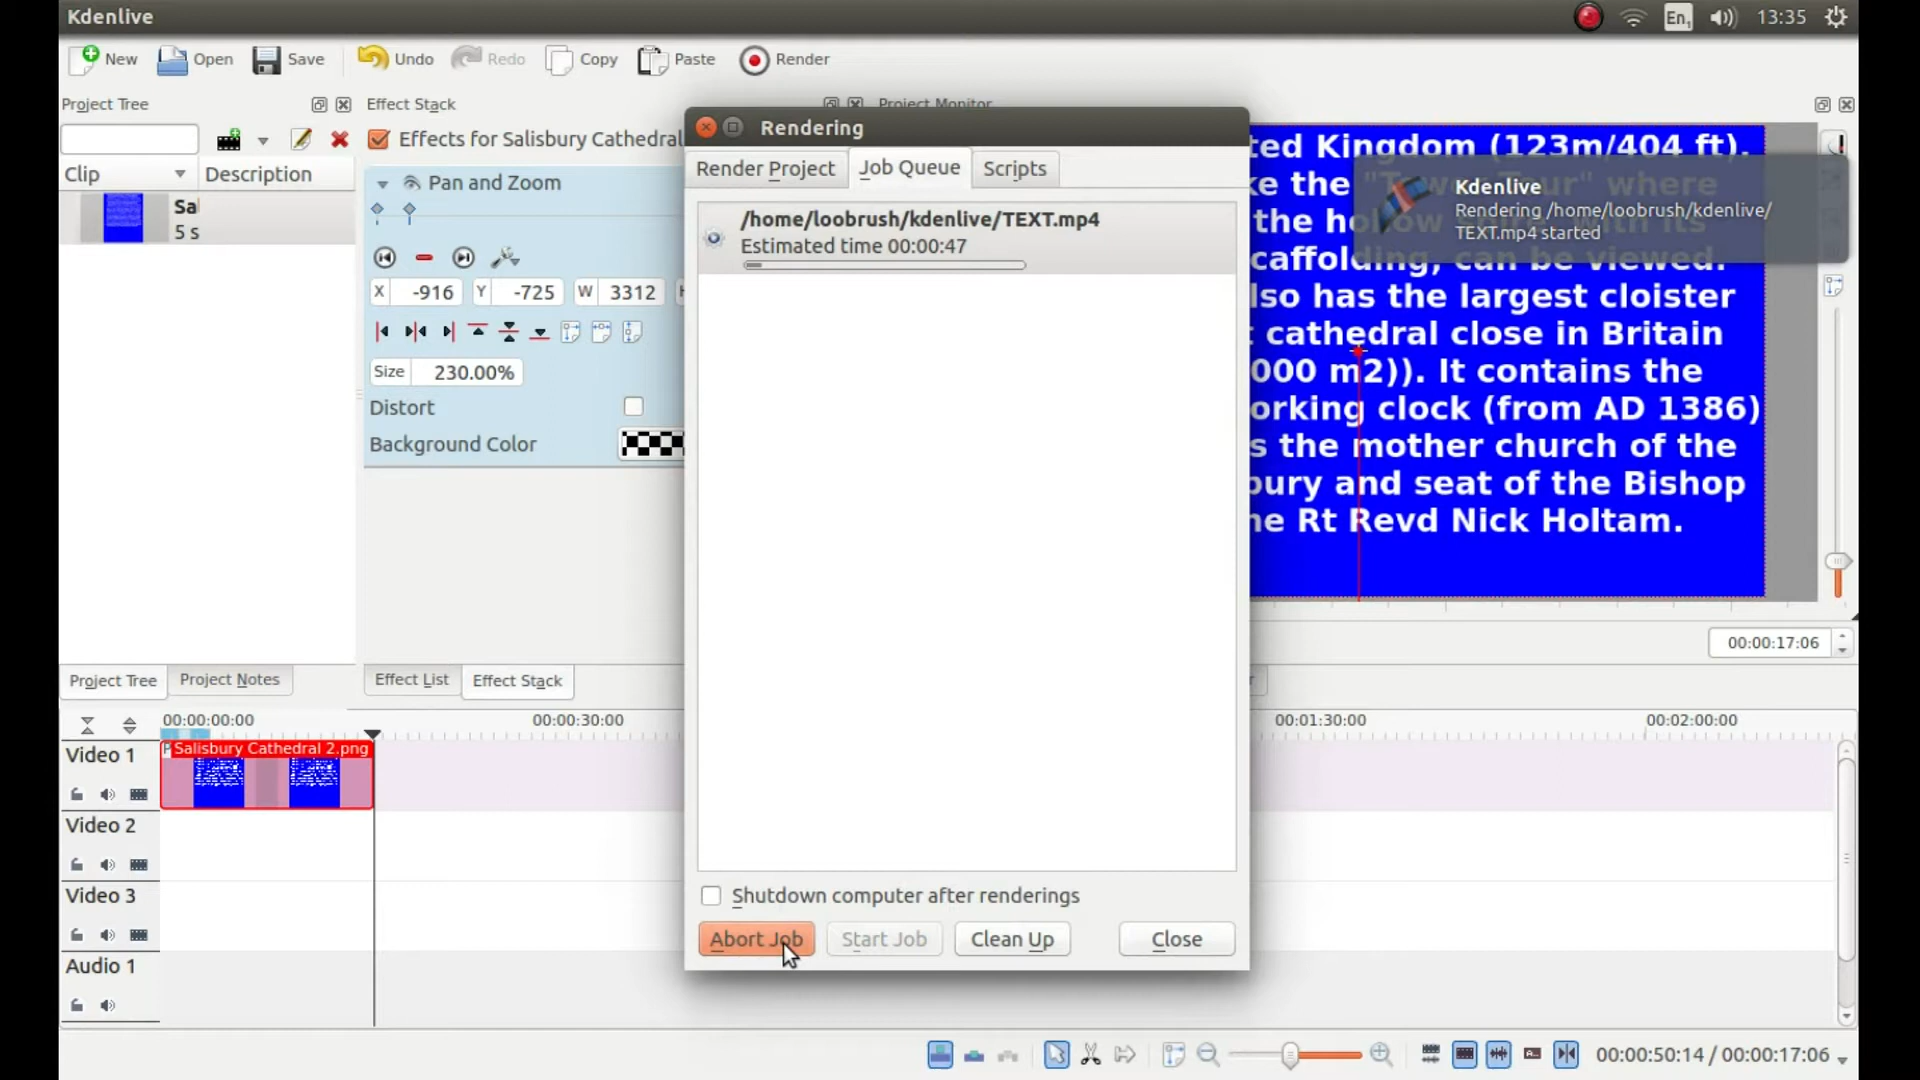 Kdenlive
En1
13:35
New
Open
Save
Undo
Redo
Copy
Paste
Render
Project Tree
Effect Stack
Project Monitor
Effects for Salisbury Cathedral
Clip
Description
Sal
5 s
Pan and Zoom
X -916 Y -725 W 3312
Size 230.00%
Distort
Background Color
Rendering
Render Project
Job Queue
Scripts
/home/loobrush/kdenlive/TEXT.mp4
Estimated time 00:00:47
Shutdown computer after renderings
Abort Job
Start Job
Clean Up
Close
ted Kingdom (123m/404 ft).
ke the "Tower Tour" where
the hollow
caffolding, can be viewed.
lso has the largest cloister
t cathedral close in Britain
000 m2)). It contains the
orking clock (from AD 1386)
s the mother church of the
bury and seat of the Bishop
he Rt Revd Nick Holtam.
Kdenlive
Rendering /home/loobrush/kdenlive/
TEXT.mp4 started
00:00:17:06
Project Tree
Project Notes
Effect List
Effect Stack
00:00:00:00
00:00:30:00
00:01:30:00
00:02:00:00
Video 1
Salisbury Cathedral 2.png
Video 2
Video 3
Audio 1
00:00:50:14 / 00:00:17:06